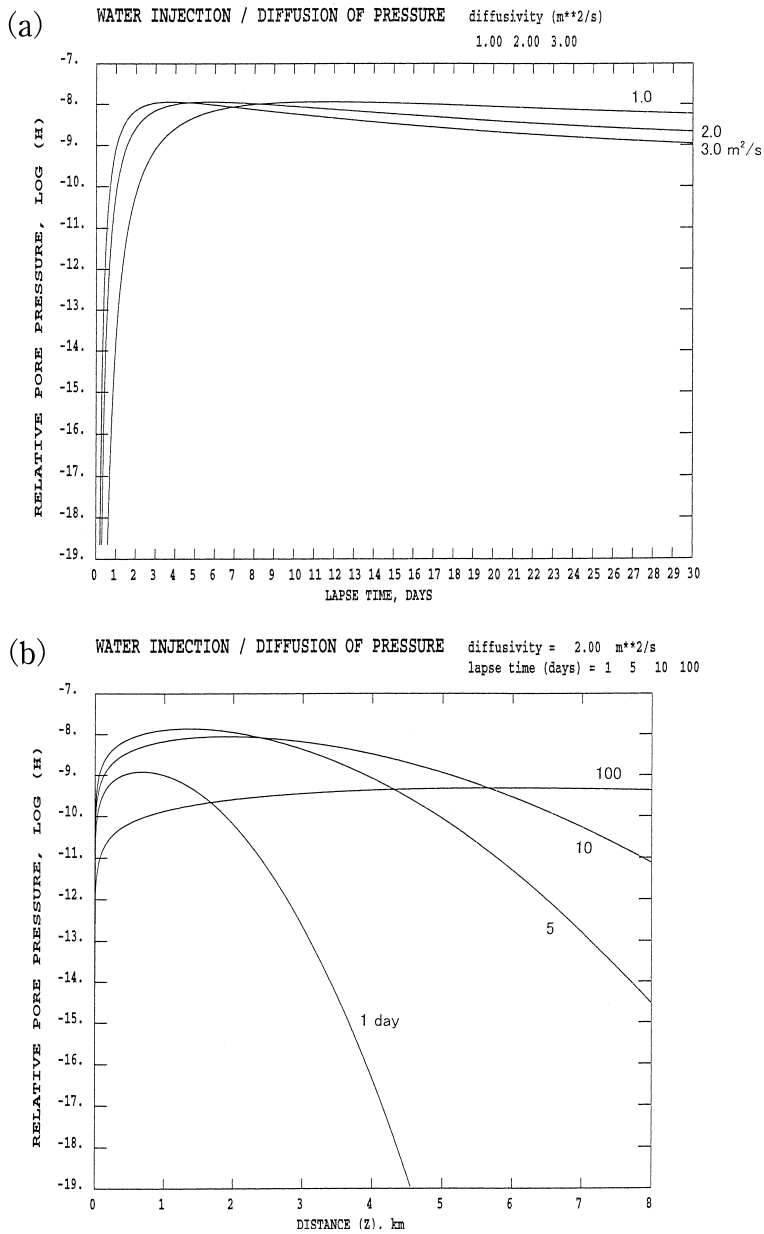 (a)
WATER INJECTION / DIFFUSION OF PRESSURE
diffusivity (m**2/s)
1.00 2.00 3.00
RELATIVE PORE PRESSURE, LOG (H)
-7.
-8.
-9.
-10.
-11.
-12.
-13.
-14.
-15.
-16.
-17.
-18.
-19.
1.0
2.0
3.0 m²/s
0 1 2 3 4 5 6 7 8 9 10 11 12 13 14 15 16 17 18 19 20 21 22 23 24 25 26 27 28 29 30
LAPSE TIME, DAYS
(b)
WATER INJECTION / DIFFUSION OF PRESSURE
diffusivity = 2.00 m**2/s
lapse time (days) = 1 5 10 100
RELATIVE PORE PRESSURE, LOG (H)
-7.
-8.
-9.
-10.
-11.
-12.
-13.
-14.
-15.
-16.
-17.
-18.
-19.
100
10
5
1 day
0 1 2 3 4 5 6 7 8
DISTANCE (Z), km